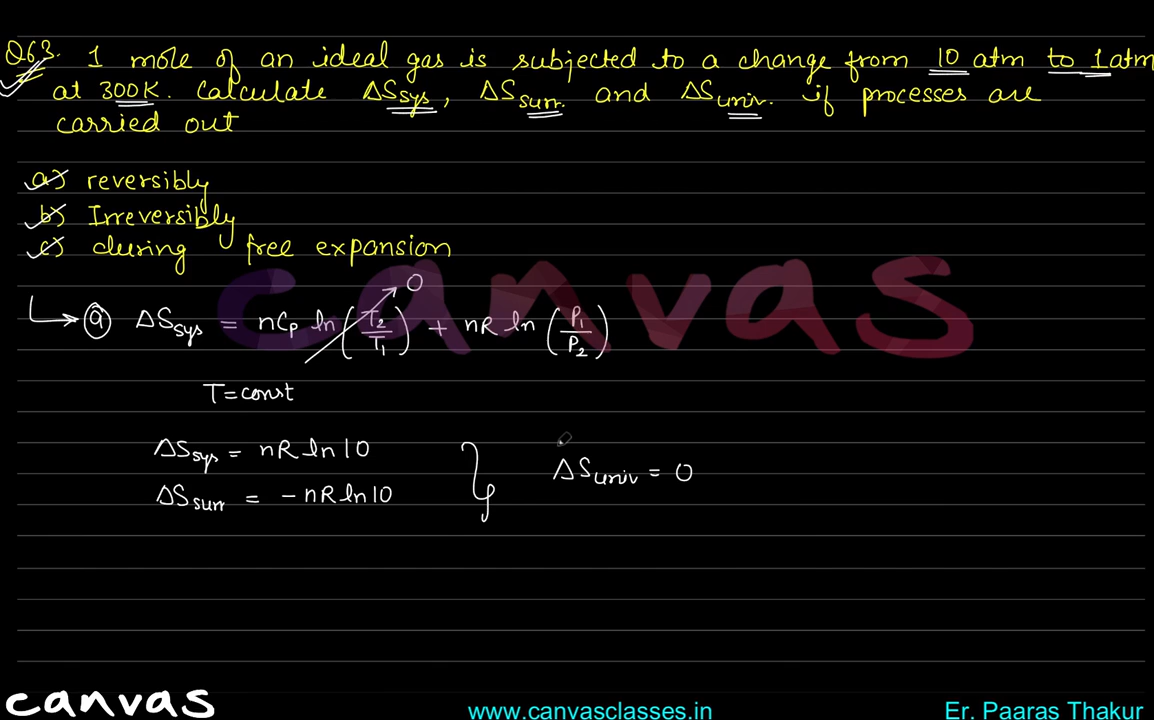 Q63. 1 mole of an ideal gas is subjected to a change from 10 atm to 1atm
at 300K. Calculate ΔSsys, ΔSsurr. and ΔSuniv. if processes are
carried out
a) reversibly
b) Irreversibly
c) during free expansion
a ΔSsys = nCp ln (T2/T1) + nR ln (P1/P2)
0
T = const
ΔSsys = nR ln 10
ΔSsurr = - nR ln 10
ΔSuniv = 0
canvas
canvas
www.canvasclasses.in
Er. Paaras Thakur